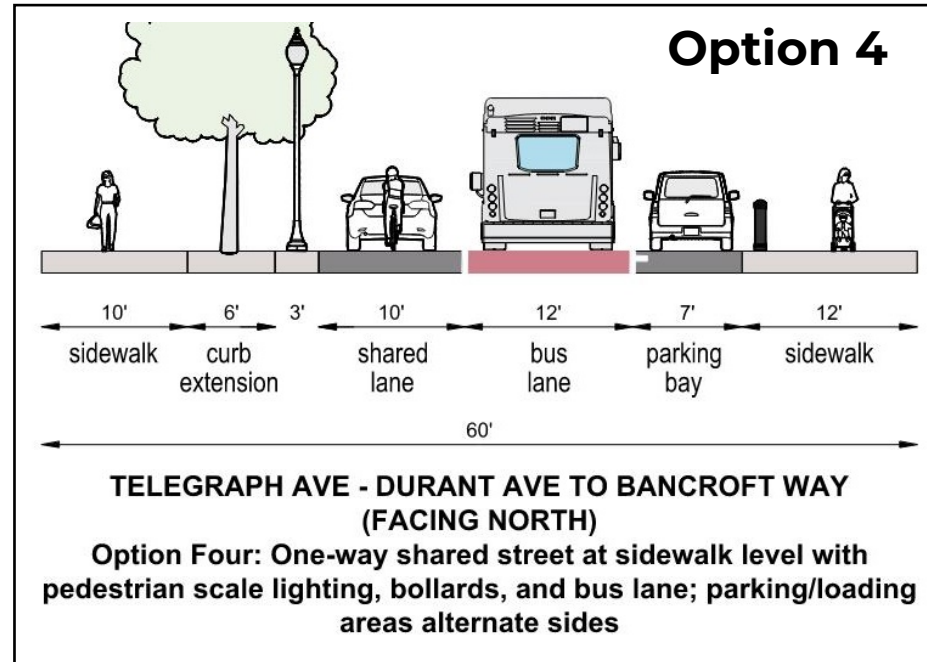 Option 4
10' 6' 3' 10' 12' 7' 12'
sidewalk curb extension shared lane bus lane parking bay sidewalk
60'
TELEGRAPH AVE - DURANT AVE TO BANCROFT WAY
(FACING NORTH)
Option Four: One-way shared street at sidewalk level with
pedestrian scale lighting, bollards, and bus lane; parking/loading
areas alternate sides